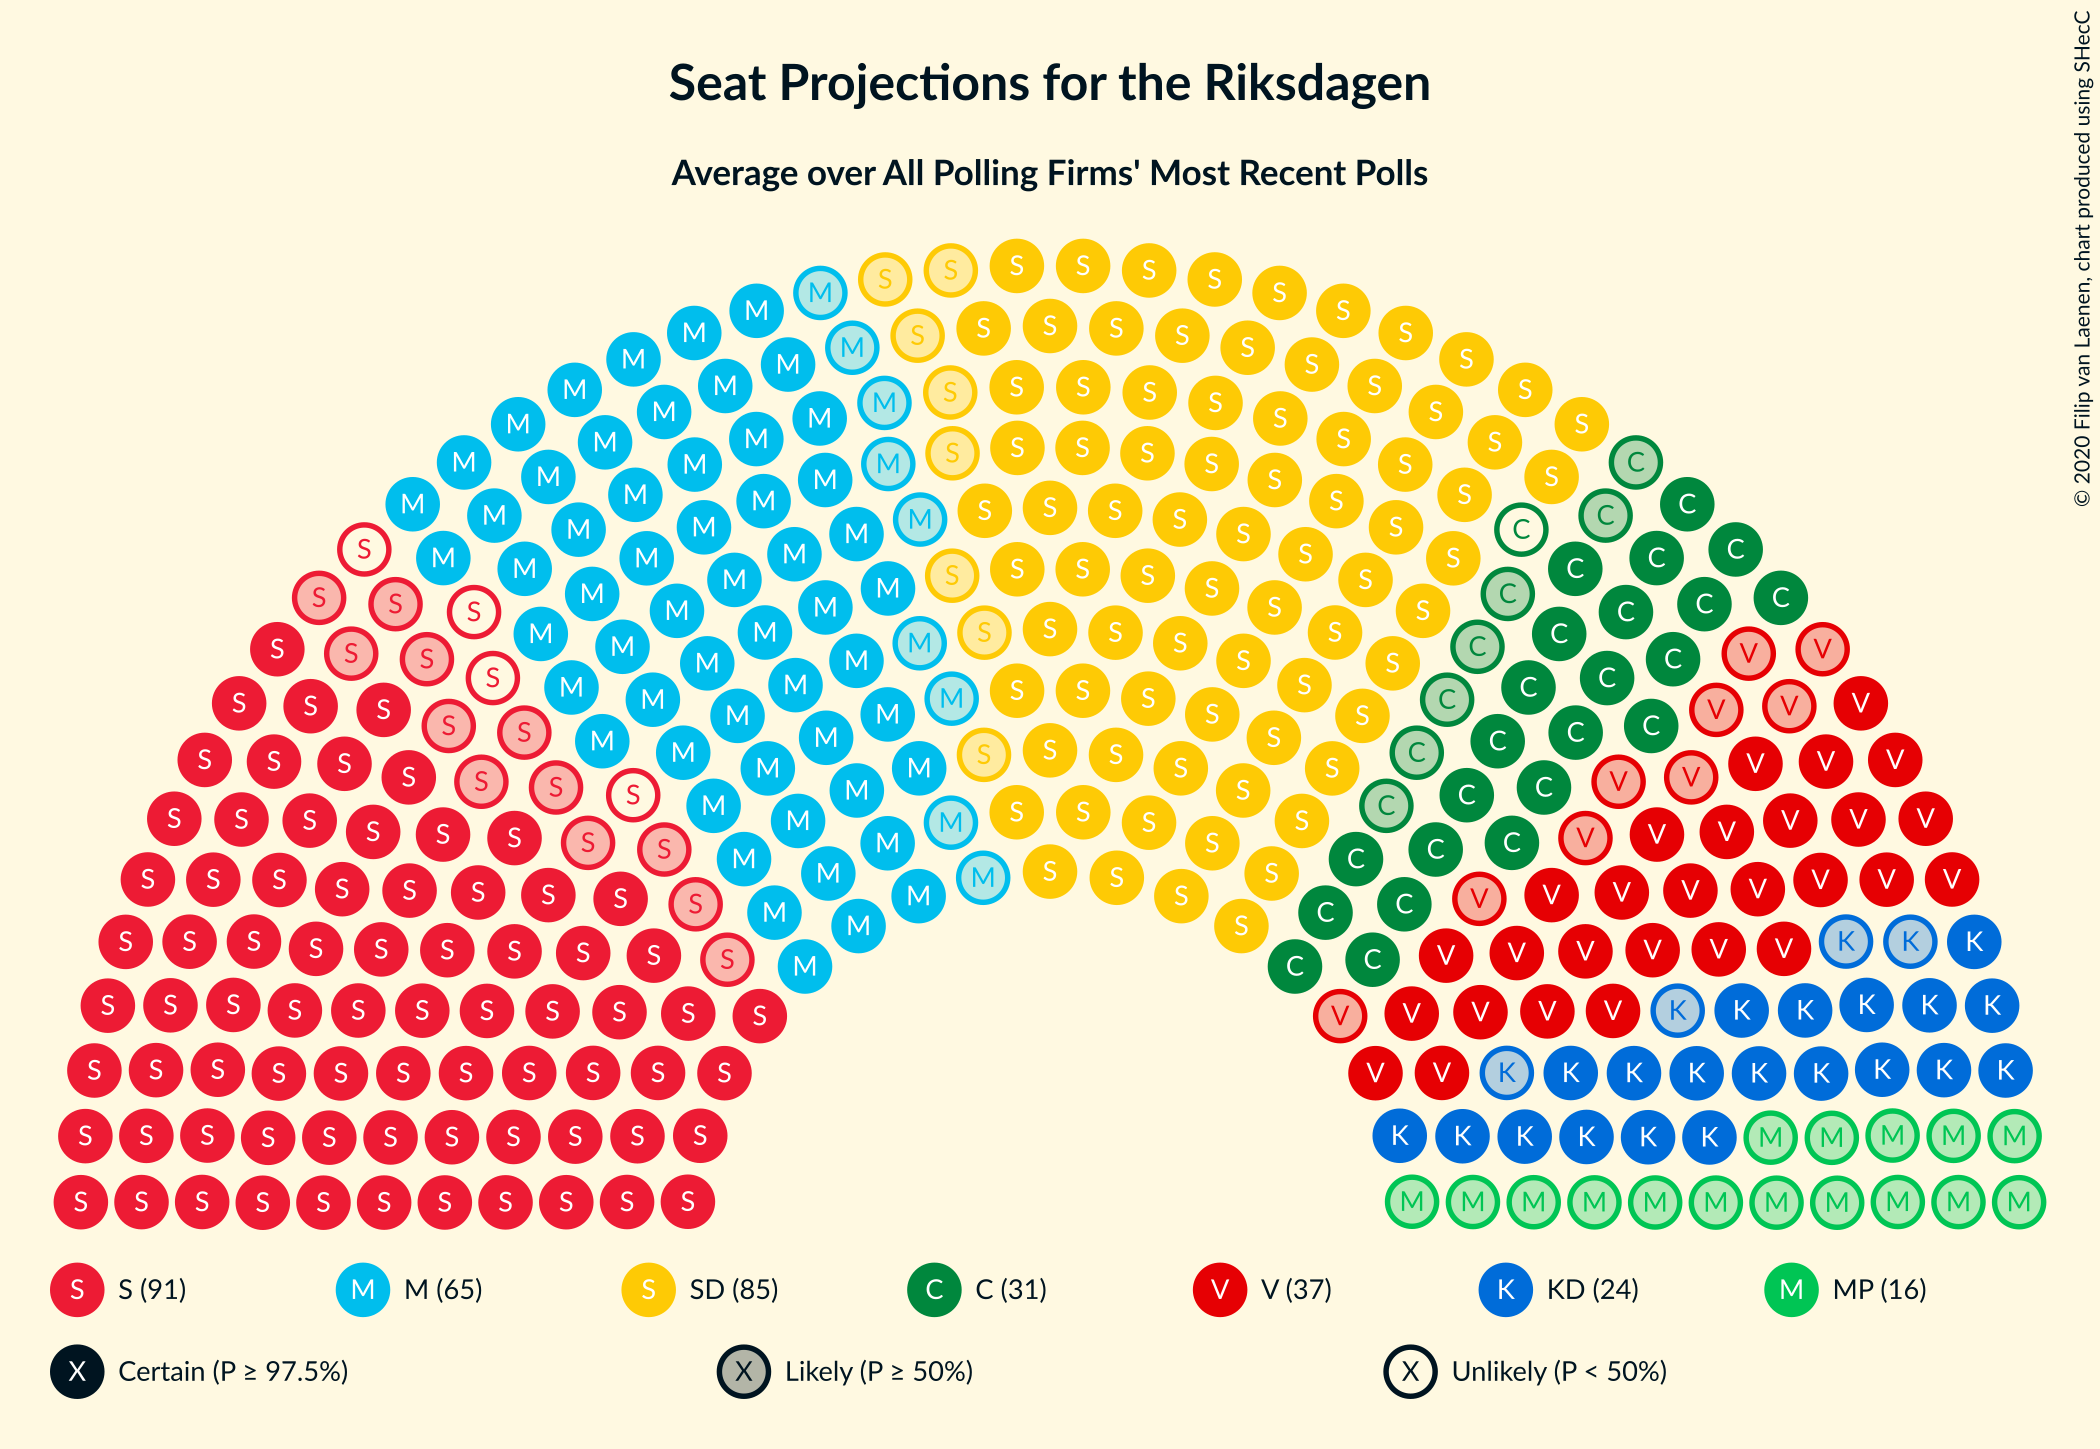 Seat Projections for the Riksdagen
Average over All Polling Firms' Most Recent Polls
© 2020 Filip van Laenen, chart produced using SHecC
S S (91) M M (65) S SD (85) C C (31) V V (37) K KD (24) M MP (16)
X Certain (P ≥ 97.5%) X Likely (P ≥ 50%) X Unlikely (P < 50%)